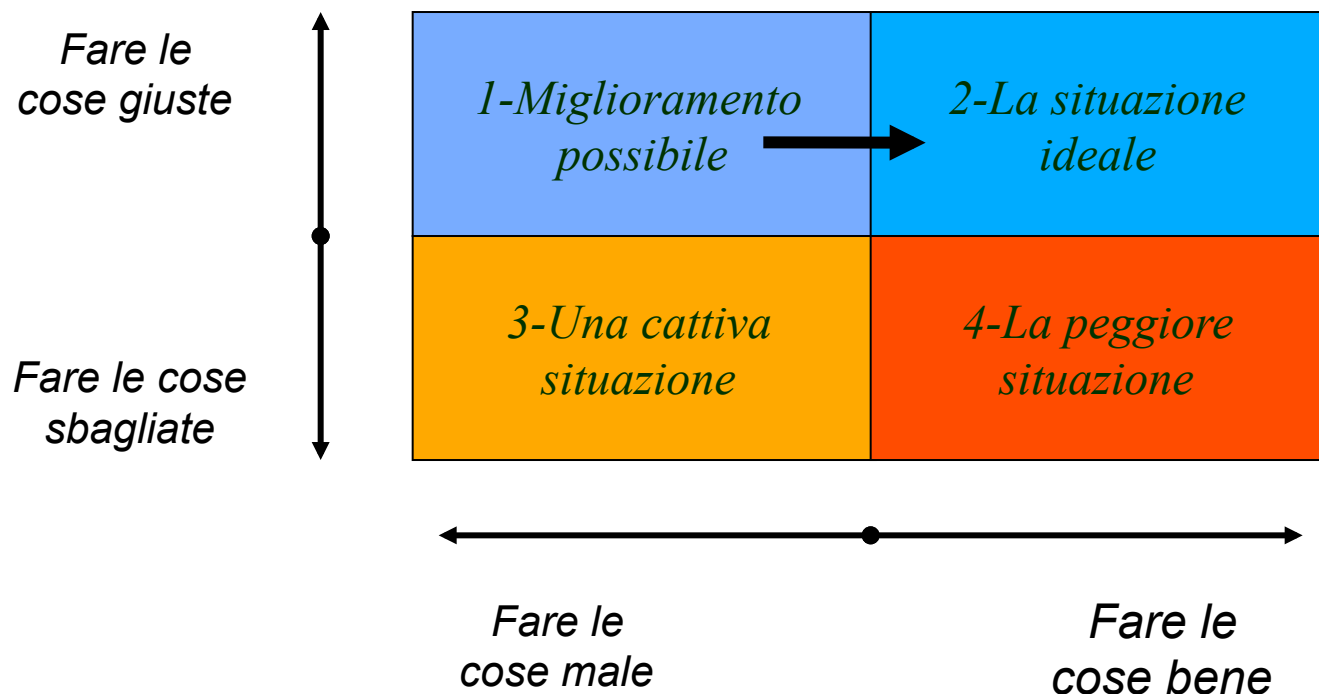 Fare le
cose giuste
1-Miglioramento
possibile
2-La situazione
ideale
Fare le cose
sbagliate
3-Una cattiva
situazione
4-La peggiore
situazione
Fare le
cose male
Fare le
cose bene